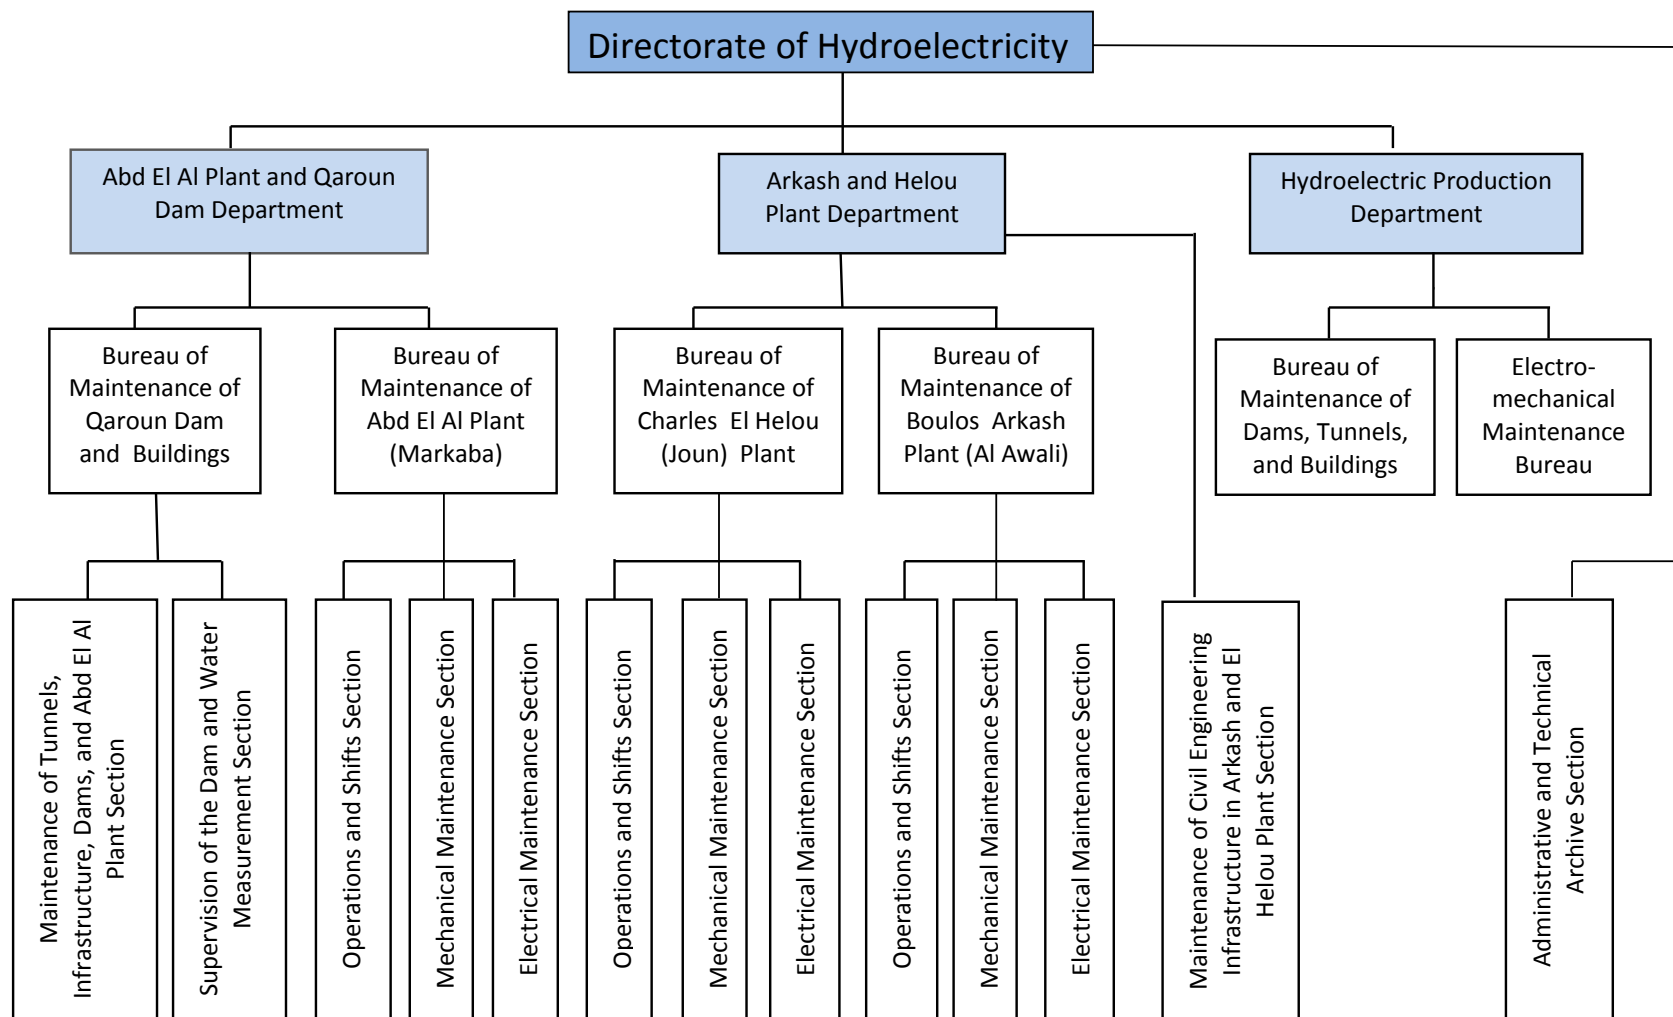 Directorate of Hydroelectricity
Abd El Al Plant and Qaroun
Dam Department
Arkash and Helou
Plant Department
Hydroelectric Production
Department
Bureau of
Maintenance of
Qaroun Dam
and Buildings
Bureau of
Maintenance of
Abd El Al Plant
(Markaba)
Bureau of
Maintenance of
Charles El Helou
(Joun) Plant
Bureau of
Maintenance of
Boulos Arkash
Plant (Al Awali)
Bureau of
Maintenance of
Dams, Tunnels,
and Buildings
Electro-
mechanical
Maintenance
Bureau
Maintenance of Tunnels,
Infrastructure, Dams, and Abd El Al
Plant Section
Supervision of the Dam and Water
Measurement Section
Operations and Shifts Section
Mechanical Maintenance Section
Electrical Maintenance Section
Operations and Shifts Section
Mechanical Maintenance Section
Electrical Maintenance Section
Operations and Shifts Section
Mechanical Maintenance Section
Electrical Maintenance Section
Maintenance of Civil Engineering
Infrastructure in Arkash and El
Helou Plant Section
Administrative and Technical
Archive Section